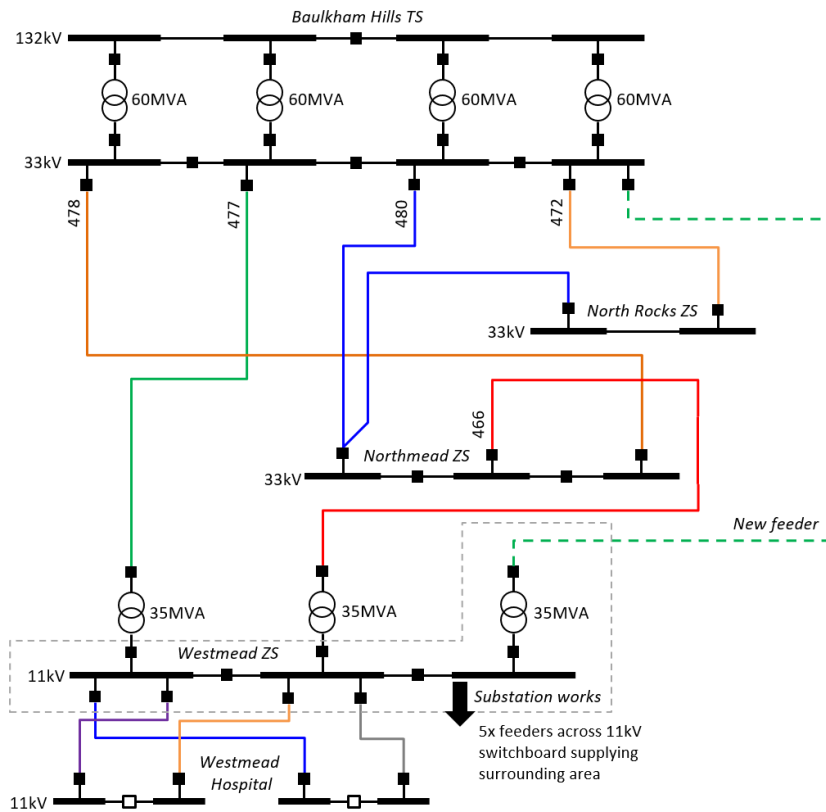 Baulkham Hills TS
132kV
60MVA
60MVA
60MVA
60MVA
33kV
478
477
480
472
North Rocks ZS
33kV
466
Northmead ZS
33kV
New feeder
35MVA
35MVA
35MVA
Westmead ZS
11kV
Substation works
5x feeders across 11kV
switchboard supplying
surrounding area
Westmead
Hospital
11kV